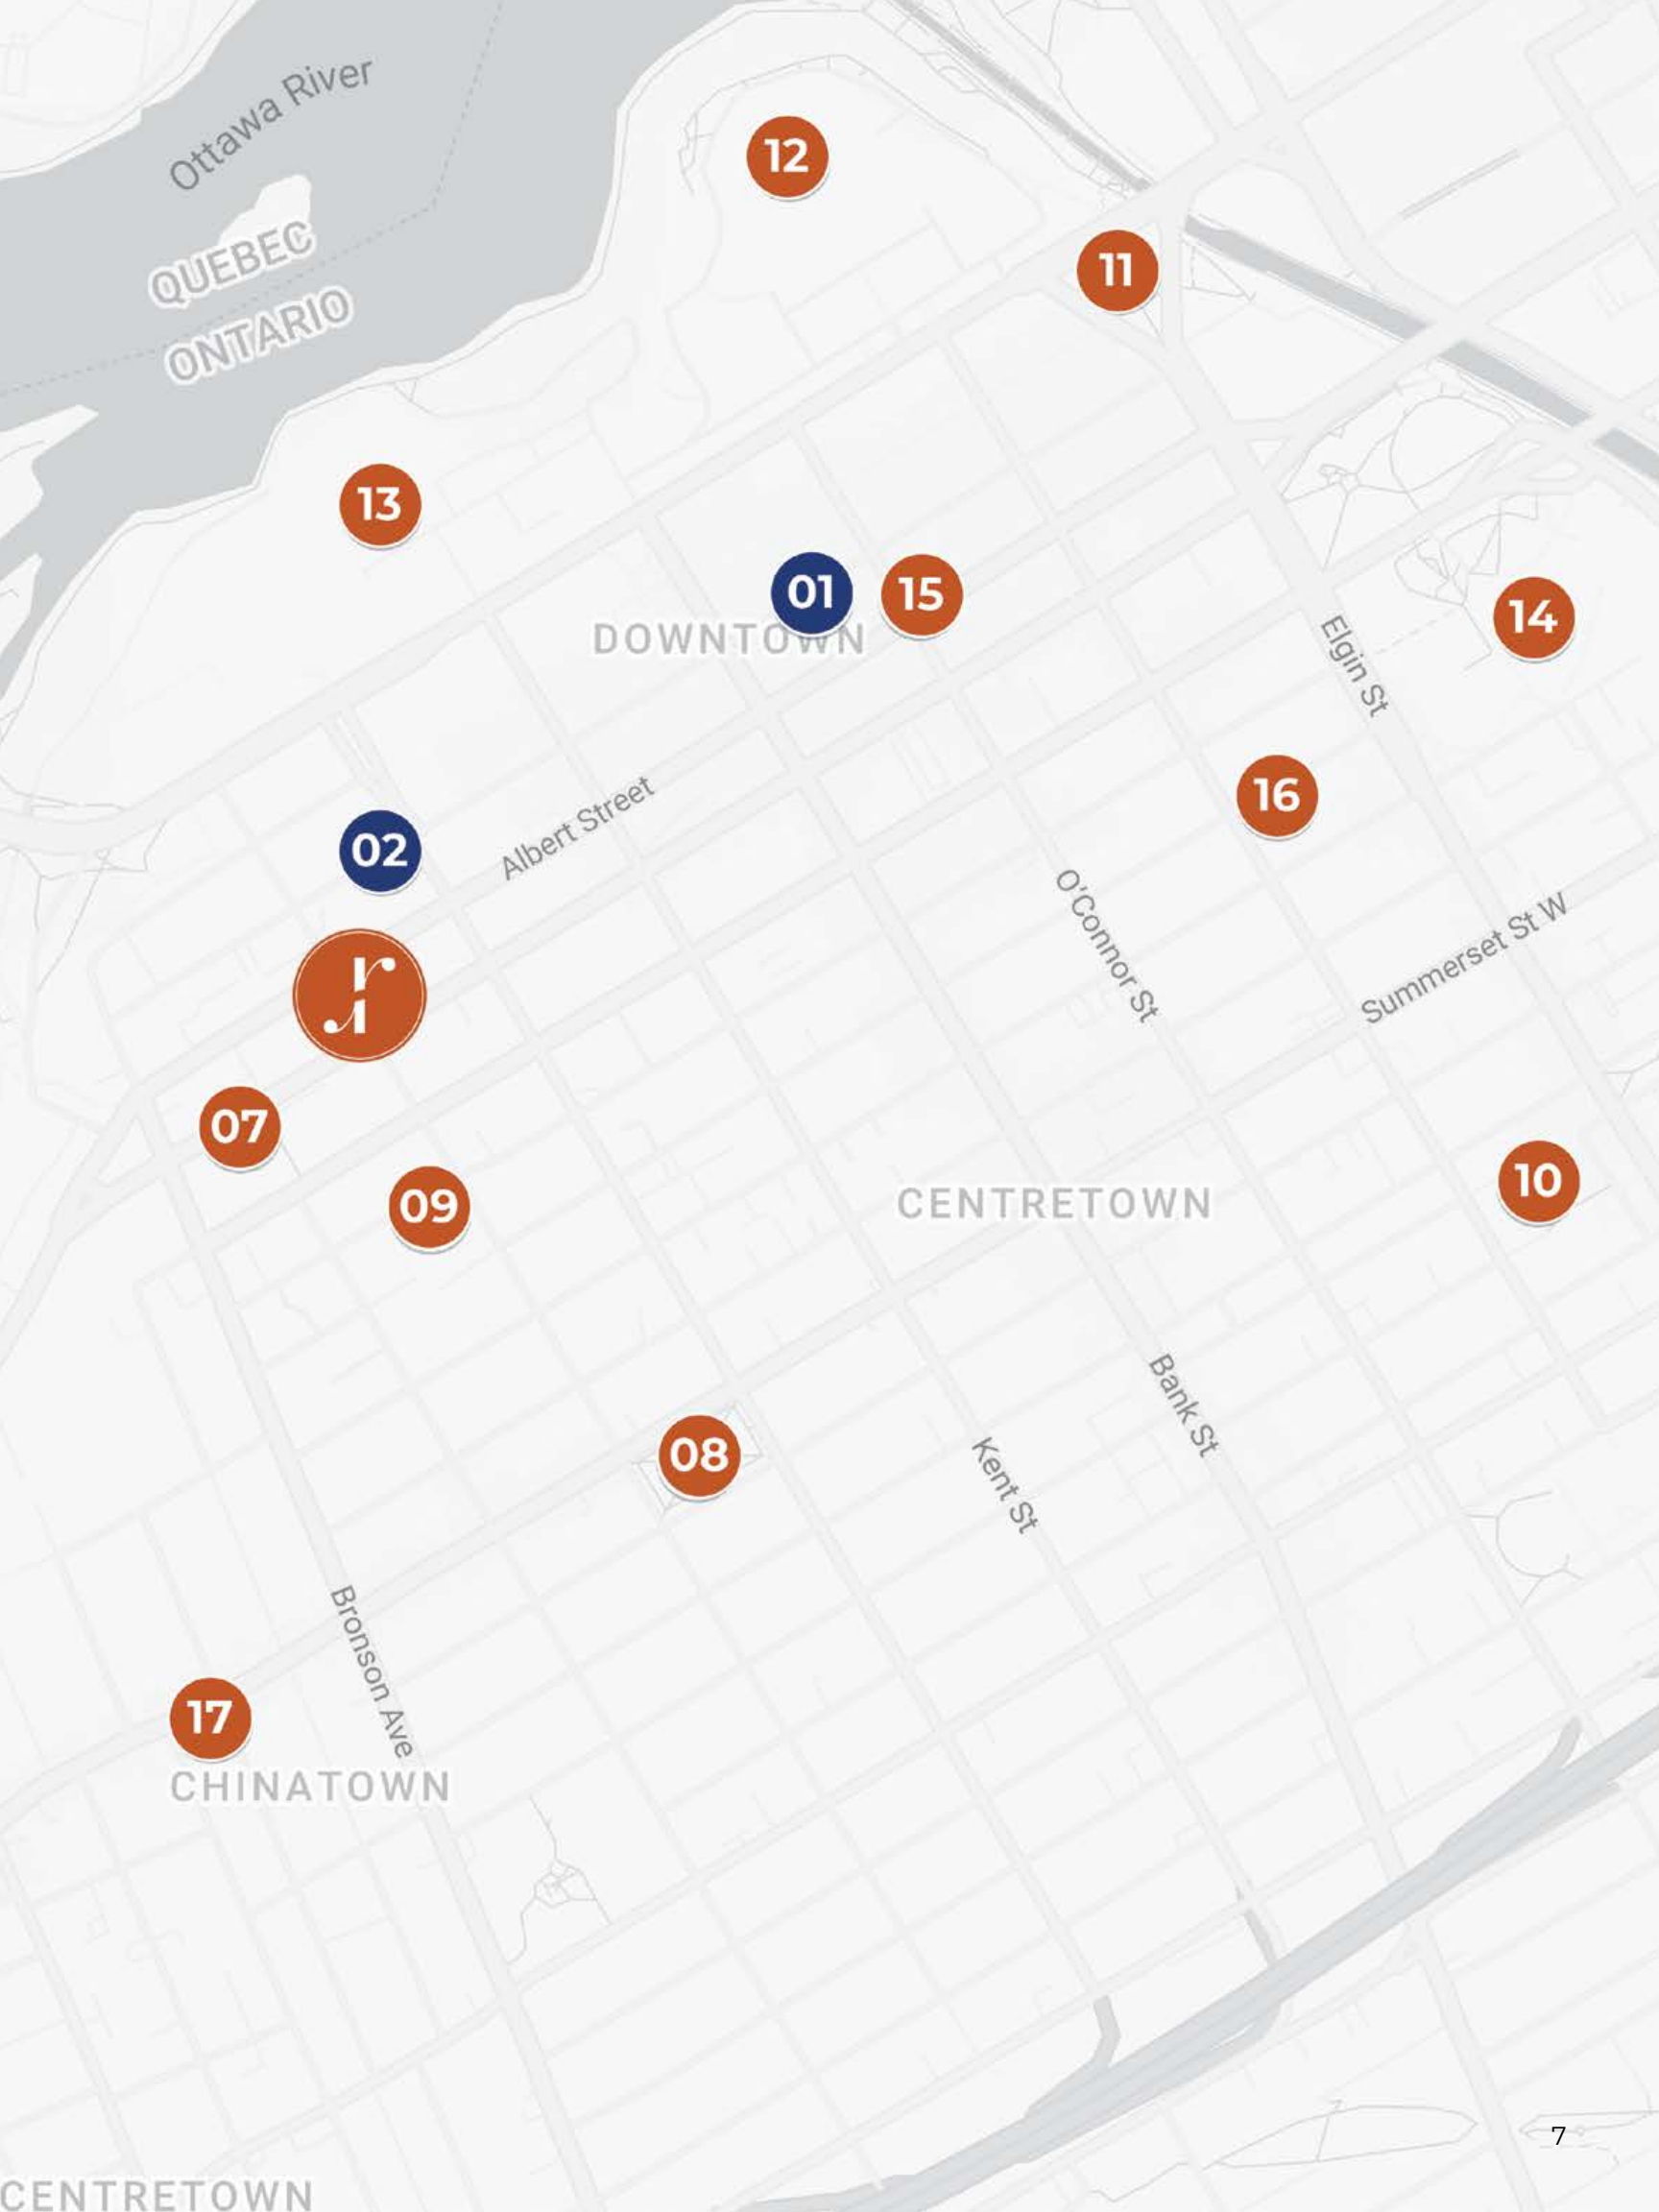 Ottawa River
12
QUEBEC
11
ONTARIO
13
01
15
14
DOWNTOWN
Elgin St
16
Albert Street
02
O'Connor St
Summerset St W
07
10
09
CENTRETOWN
Bank St
08
Kent St
Bronson Ave
17
CHINATOWN
7
CENTRETOWN